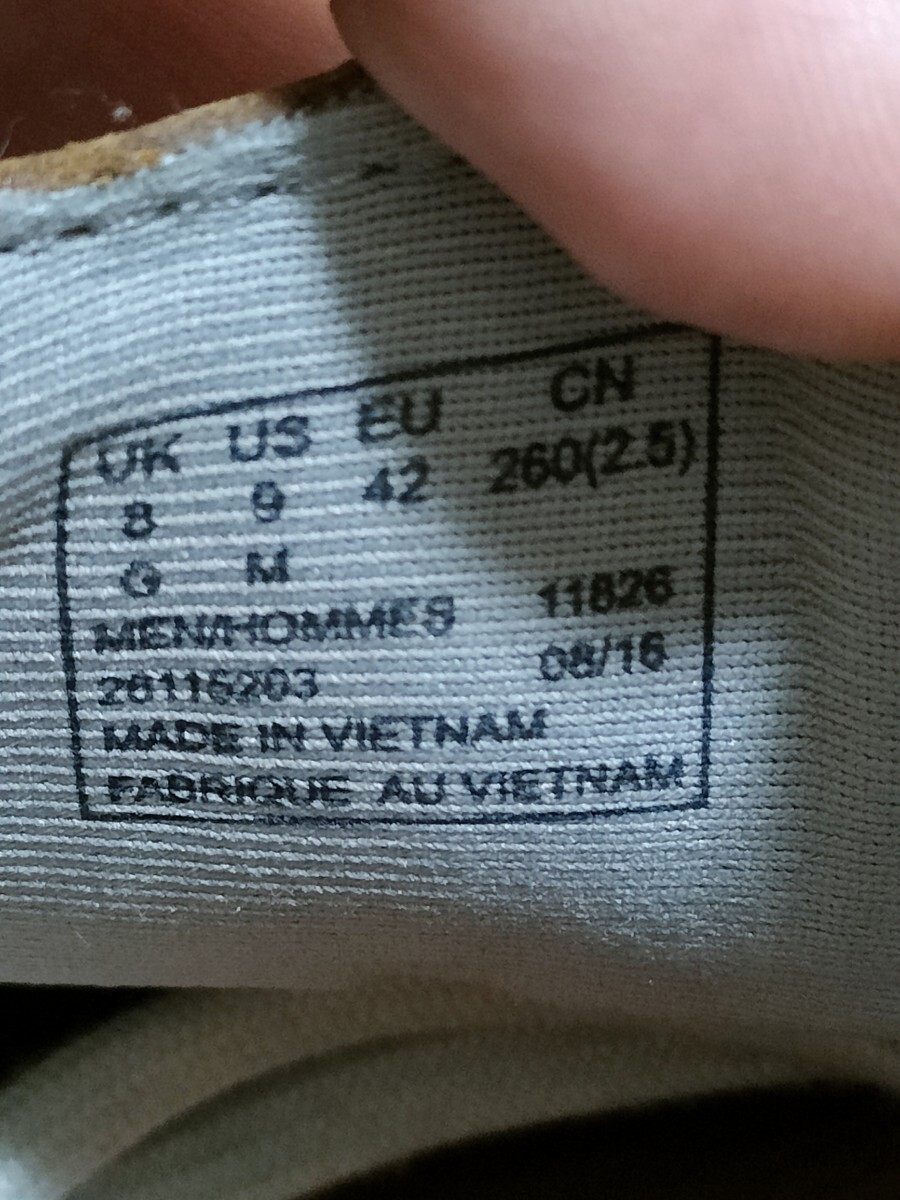 UK US EU CN
8 9 42 260(2.5)
G M
MEN/HOMMES 11826
26115203 08/16
MADE IN VIETNAM
FABRIQUE AU VIETNAM